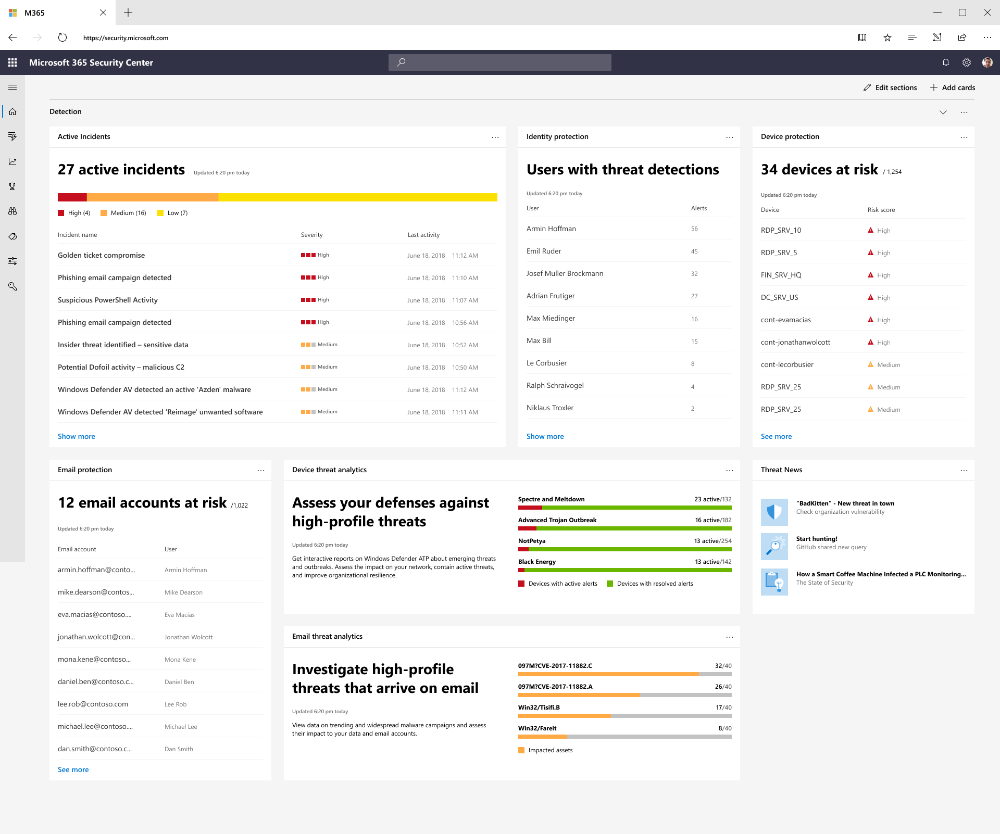 M365
https://security.microsoft.com
Microsoft 365 Security Center
Edit sections
Add cards
Detection
Active Incidents
27 active incidents Updated 6:20 pm today
High (4) Medium (16) Low (7)
Incident name Severity Last activity
Golden ticket compromise High June 18, 2018 11:12 AM
Phishing email campaign detected High June 18, 2018 11:10 AM
Suspicious PowerShell Activity High June 18, 2018 11:07 AM
Phishing email campaign detected High June 18, 2018 10:56 AM
Insider threat identified – sensitive data Medium June 18, 2018 10:52 AM
Potential Dofoil activity – malicious C2 Medium June 18, 2018 10:50 AM
Windows Defender AV detected an active 'Azden' malware Medium June 18, 2018 11:12 AM
Windows Defender AV detected 'Reimage' unwanted software Medium June 18, 2018 11:11 AM
Show more
Identity protection
Users with threat detections
Updated 6:20 pm today
User Alerts
Armin Hoffman 56
Emil Ruder 45
Josef Muller Brockmann 32
Adrian Frutiger 27
Max Miedinger 16
Max Bill 15
Le Corbusier 8
Ralph Schraivogel 4
Niklaus Troxler 2
Show more
Device protection
34 devices at risk / 1,254
Updated 6:20 pm today
Device Risk score
RDP_SRV_10 High
RDP_SRV_5 High
FIN_SRV_HQ High
DC_SRV_US High
cont-evamacias High
cont-jonathanwolcott High
cont-lecorbusier Medium
RDP_SRV_25 Medium
RDP_SRV_25 Medium
See more
Email protection
12 email accounts at risk /1,022
Updated 6:20 pm today
Email account User
armin.hoffman@conto... Armin Hoffman
mike.dearson@contos... Mike Dearson
eva.macias@contoso.... Eva Macias
jonathan.wolcott@con... Jonathan Wolcott
mona.kene@contoso... Mona Kene
daniel.ben@contoso.c... Daniel Ben
lee.rob@contoso.com Lee Rob
michael.lee@contoso.... Michael Lee
dan.smith@contoso.c... Dan Smith
See more
Device threat analytics
Assess your defenses against
high-profile threats
Updated 6:20 pm today
Get interactive reports on Windows Defender ATP about emerging threats
and outbreaks. Assess the impact on your network, contain active threats,
and improve organizational resilience.
Spectre and Meltdown 23 active/132
Advanced Trojan Outbreak 16 active/182
NotPetya 13 active/254
Black Energy 13 active/142
Devices with active alerts Devices with resolved alerts
Threat News
“BadKitten” - New threat in town
Check organization vulnerability
Start hunting!
GitHub shared new query
How a Smart Coffee Machine Infected a PLC Monitoring...
The State of Security
Email threat analytics
Investigate high-profile
threats that arrive on email
Updated 6:20 pm today
View data on trending and widespread malware campaigns and assess
their impact to your data and email accounts.
097M?CVE-2017-11882.C 32/40
097M?CVE-2017-11882.A 26/40
Win32/Tisifi.B 17/40
Win32/Fareit 8/40
Impacted assets